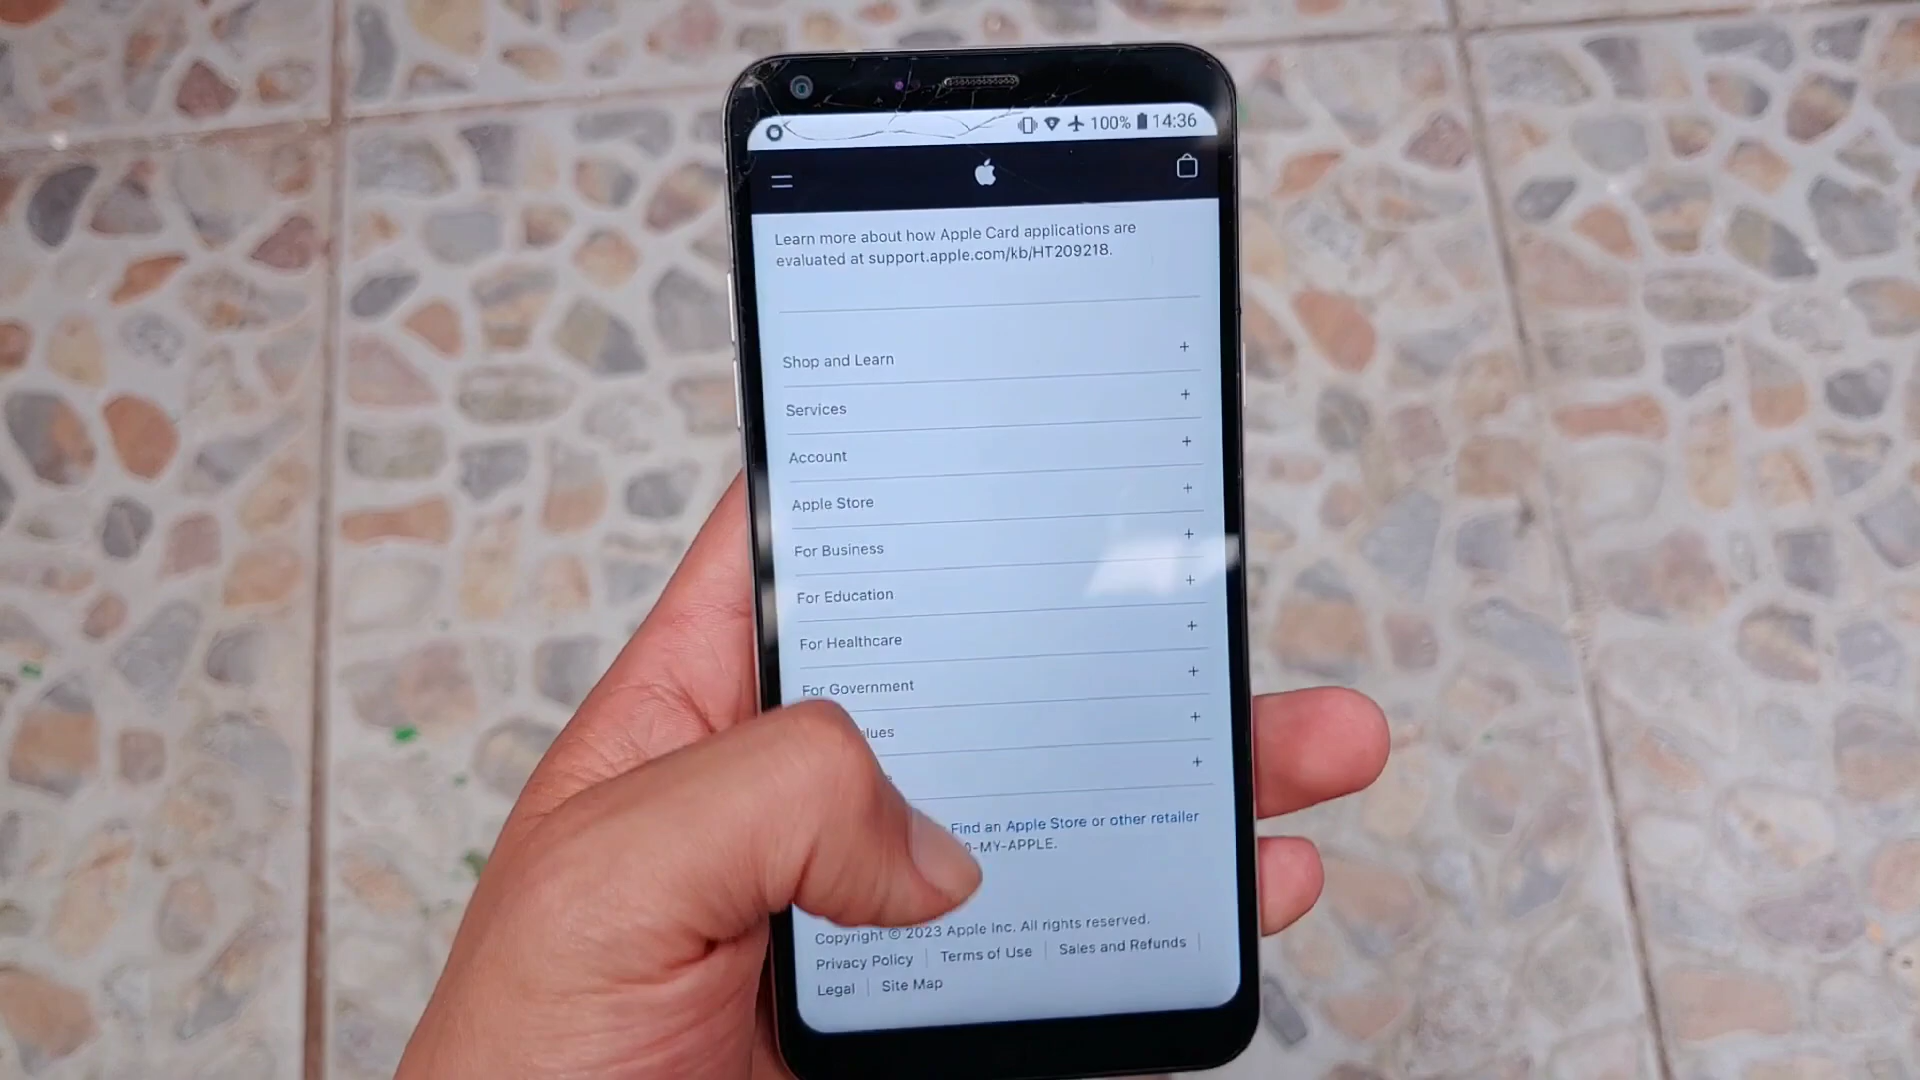 100% 14:36
Learn more about how Apple Card applications are
evaluated at support.apple.com/kb/HT209218.
Shop and Learn +
Services +
Account +
Apple Store +
For Business +
For Education +
For Healthcare +
For Government +
+
+
Find an Apple Store or other retailer
-MY-APPLE.
Copyright © 2023 Apple Inc. All rights reserved.
Privacy Policy | Terms of Use | Sales and Refunds |
Legal | Site Map